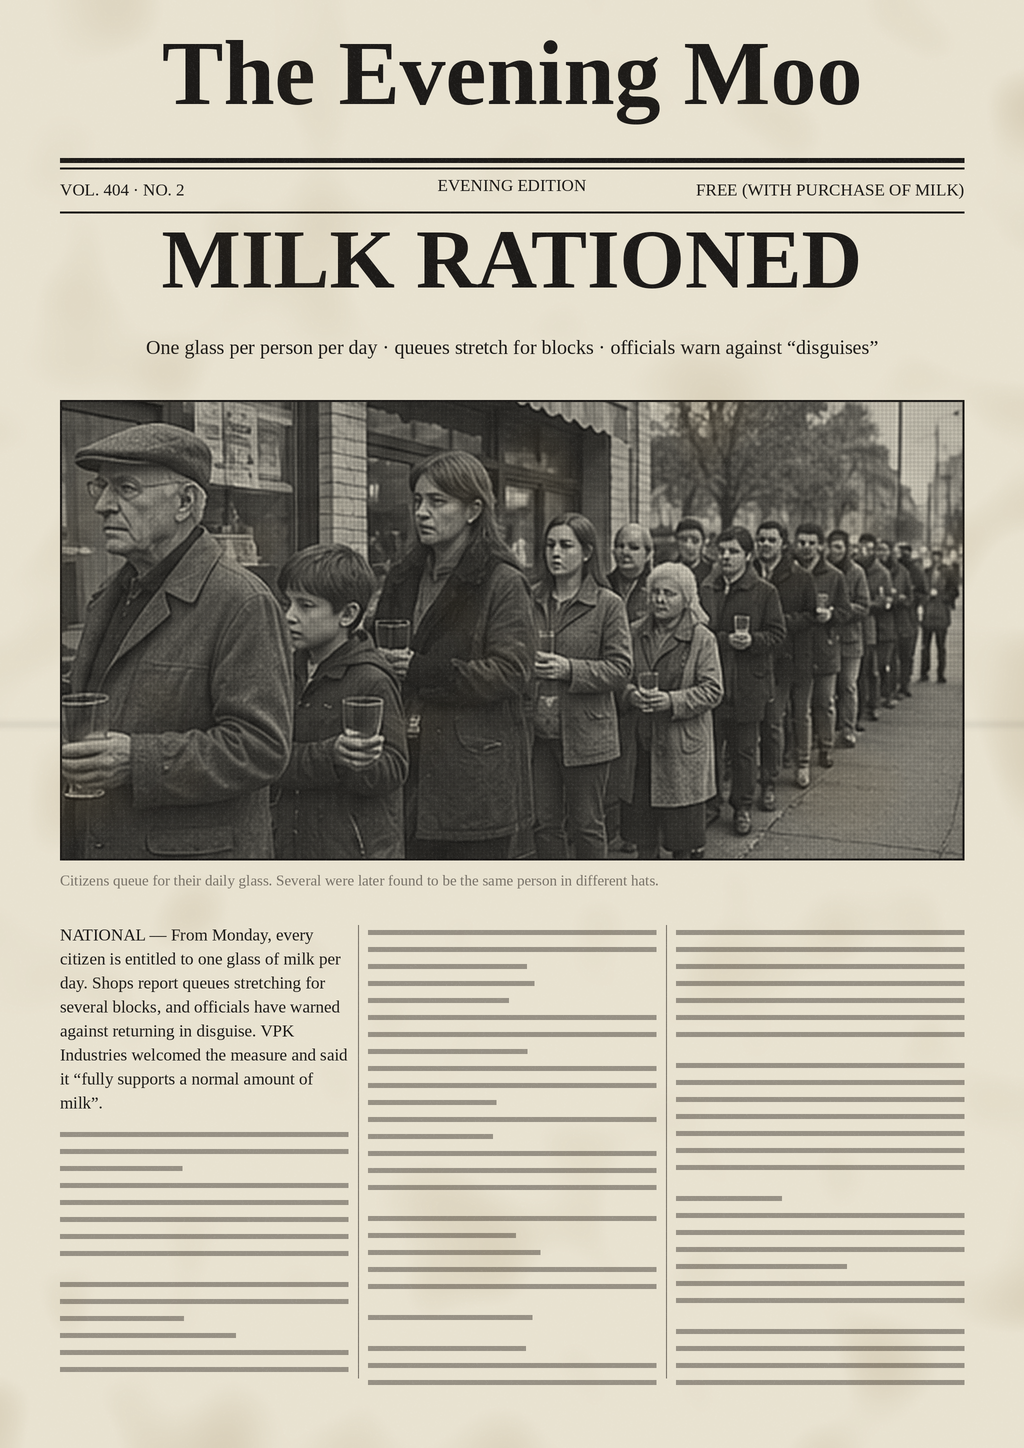 The Evening Moo
VOL. 404 · NO. 2
EVENING EDITION
FREE (WITH PURCHASE OF MILK)
MILK RATIONED
One glass per person per day · queues stretch for blocks · officials warn against “disguises”
Citizens queue for their daily glass. Several were later found to be the same person in different hats.
NATIONAL — From Monday, every
citizen is entitled to one glass of milk per
day. Shops report queues stretching for
several blocks, and officials have warned
against returning in disguise. VPK
Industries welcomed the measure and said
it “fully supports a normal amount of
milk”.